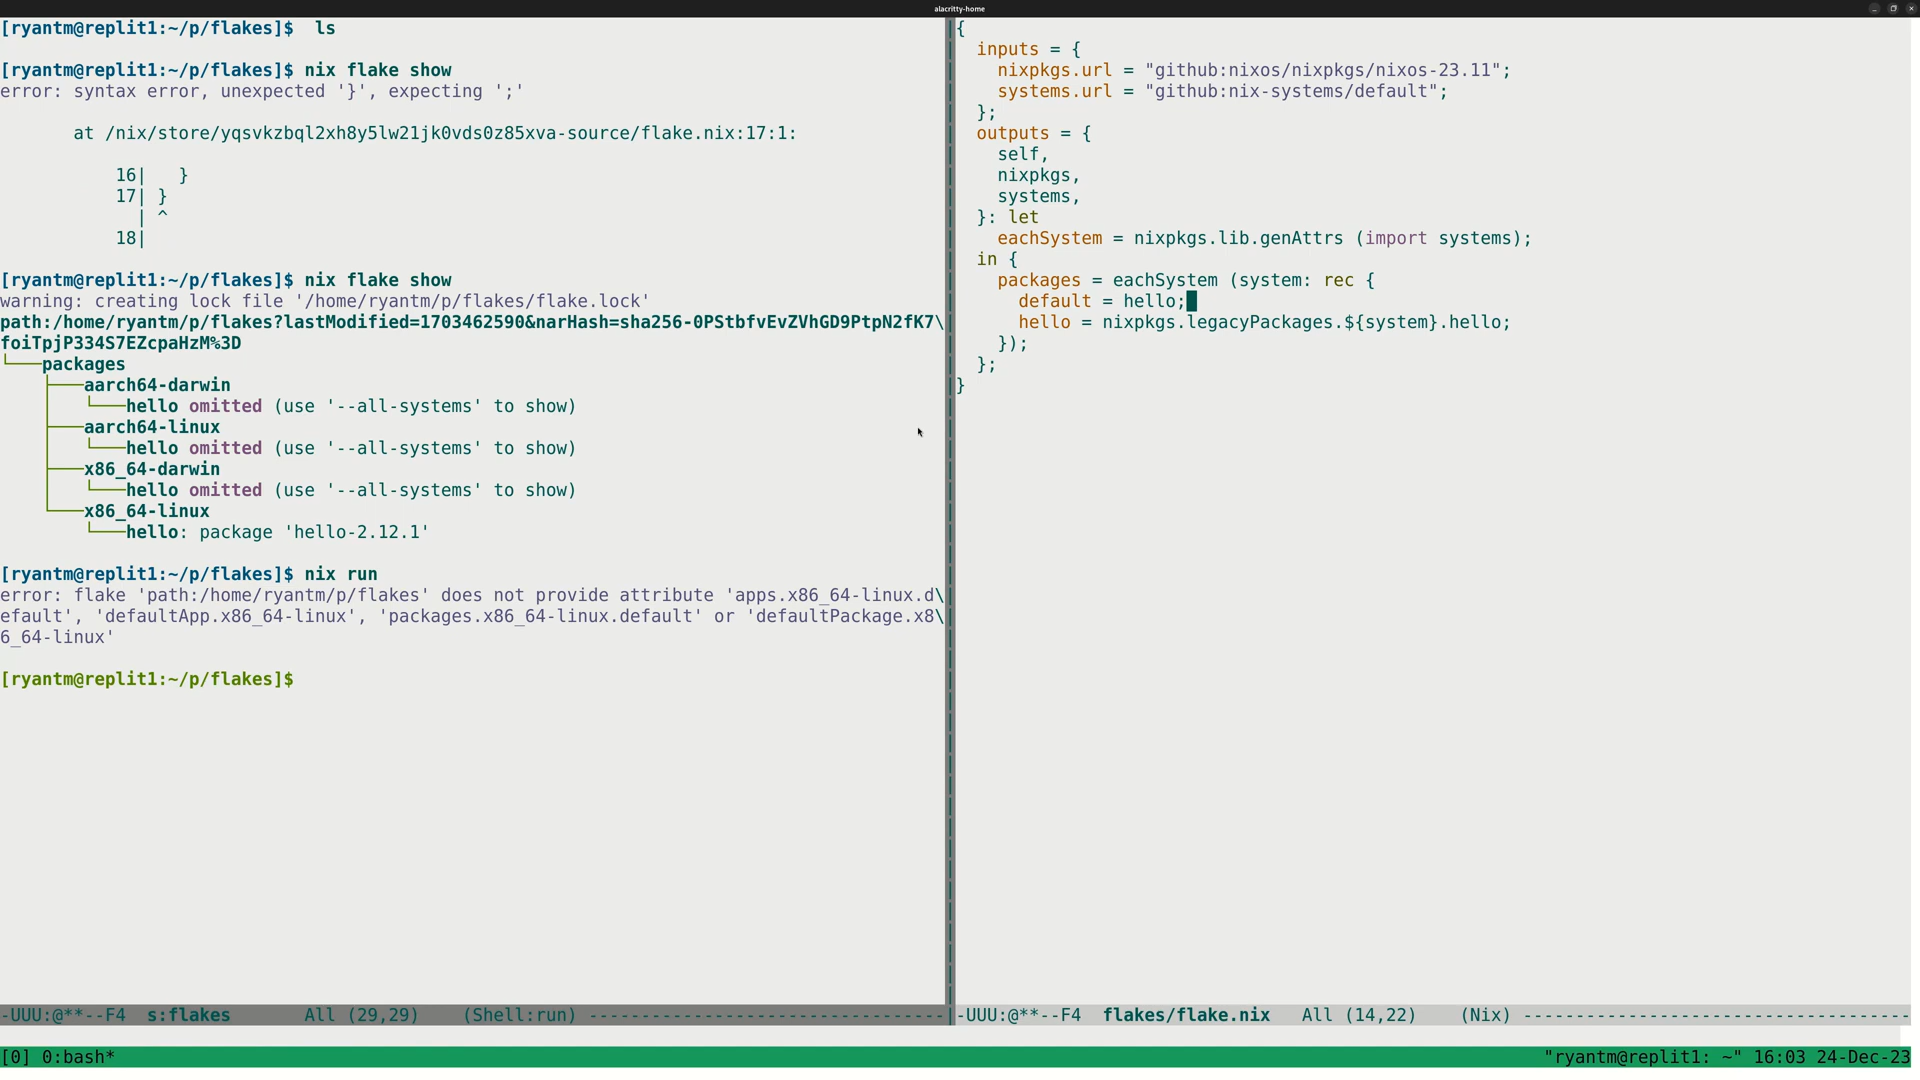 alacritty-home
[ryantm@replit1:~/p/flakes]$  ls
[ryantm@replit1:~/p/flakes]$ nix flake show
error: syntax error, unexpected '}', expecting ';'
       at /nix/store/yqsvkzbql2xh8y5lw21jk0vds0z85xva-source/flake.nix:17:1:
           16|   }
           17| }
             | ^
           18|
[ryantm@replit1:~/p/flakes]$ nix flake show
warning: creating lock file '/home/ryantm/p/flakes/flake.lock'
path:/home/ryantm/p/flakes?lastModified=1703462590&narHash=sha256-0PStbfvEvZVhGD9PtpN2fK7\
foiTpjP334S7EZcpaHzM%3D
└───packages
    ├───aarch64-darwin
    │   └───hello omitted (use '--all-systems' to show)
    ├───aarch64-linux
    │   └───hello omitted (use '--all-systems' to show)
    ├───x86_64-darwin
    │   └───hello omitted (use '--all-systems' to show)
    └───x86_64-linux
        └───hello: package 'hello-2.12.1'
[ryantm@replit1:~/p/flakes]$ nix run
error: flake 'path:/home/ryantm/p/flakes' does not provide attribute 'apps.x86_64-linux.d\
efault', 'defaultApp.x86_64-linux', 'packages.x86_64-linux.default' or 'defaultPackage.x8\
6_64-linux'
[ryantm@replit1:~/p/flakes]$
-UUU:@**--F4  s:flakes       All (29,29)    (Shell:run) ----------------------------------
{
  inputs = {
    nixpkgs.url = "github:nixos/nixpkgs/nixos-23.11";
    systems.url = "github:nix-systems/default";
  };
  outputs = {
    self,
    nixpkgs,
    systems,
  }: let
    eachSystem = nixpkgs.lib.genAttrs (import systems);
  in {
    packages = eachSystem (system: rec {
      default = hello;
      hello = nixpkgs.legacyPackages.${system}.hello;
    });
  };
}
-UUU:@**--F4  flakes/flake.nix   All (14,22)    (Nix) -------------------------------------
[0] 0:bash*
"ryantm@replit1: ~" 16:03 24-Dec-23